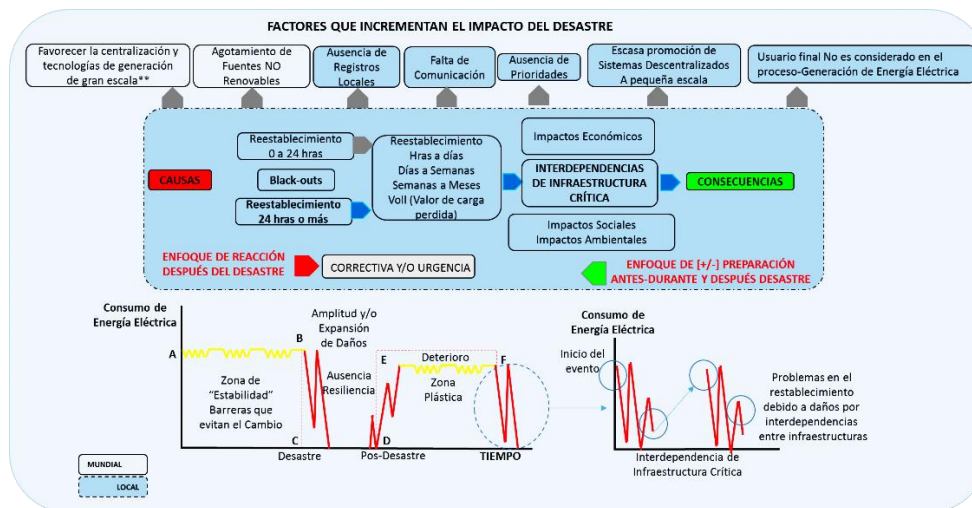 FACTORES QUE INCREMENTAN EL IMPACTO DEL DESASTRE
Favorecer la centralización y
tecnologías de generación
de gran escala**
Agotamiento de
Fuentes NO
Renovables
Ausencia de
Registros
Locales
Falta de
Comunicación
Ausencia de
Prioridades
Escasa promoción de
Sistemas Descentralizados
A pequeña escala
Usuario final No es considerado en el
proceso-Generación de Energía Eléctrica
CAUSAS
Reestablecimiento
0 a 24 hras
Black-outs
Reestablecimiento
24 hras o más
Reestablecimiento
Hras a días
Días a Semanas
Semanas a Meses
Voll (Valor de carga
perdida)
Impactos Económicos
INTERDEPENDENCIAS
DE INFRAESTRUCTURA
CRÍTICA
Impactos Sociales
Impactos Ambientales
CONSECUENCIAS
ENFOQUE DE REACCIÓN
DESPUÉS DEL DESASTRE
CORRECTIVA Y/O URGENCIA
ENFOQUE DE [+/-] PREPARACIÓN
ANTES-DURANTE Y DESPUÉS DESASTRE
Consumo de
Energía Eléctrica
A
B
Amplitud y/o
Expansión
de Daños
Zona de
“Estabilidad”
Barreras que
evitan el Cambio
C
Ausencia
Resiliencia
E
Deterioro
Zona
Plástica
F
D
Desastre
Pos-Desastre
TIEMPO
Consumo de
Energía Eléctrica
Inicio del
evento
Problemas en el
restablecimiento
debido a daños por
interdependencias
entre infraestructuras
Interdependencia de
Infraestructura Crítica
MUNDIAL
LOCAL